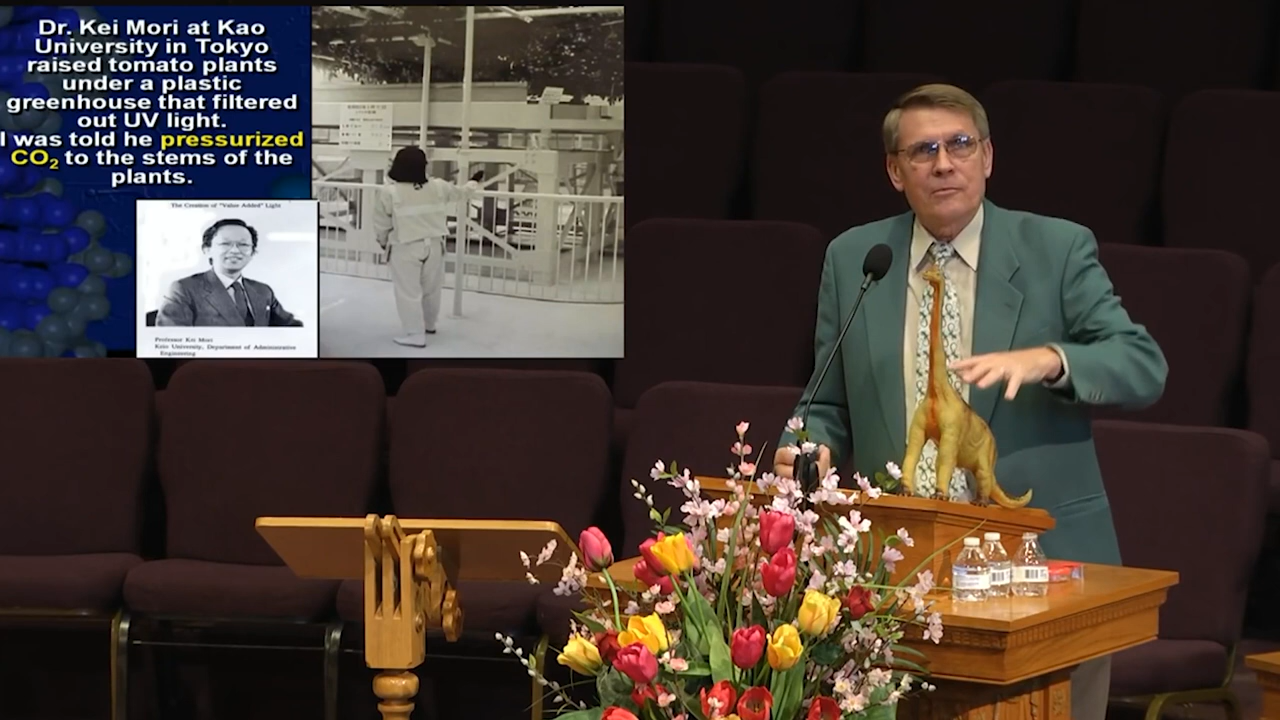 Dr. Kei Mori at Kao
University in Tokyo
raised tomato plants
under a plastic
greenhouse that filtered
out UV light.
I was told he pressurized
CO₂ to the stems of the
plants.
The Creation of "Value Added" Light
Professor Kei Mori
Keio University, Department of Administrative
Engineering